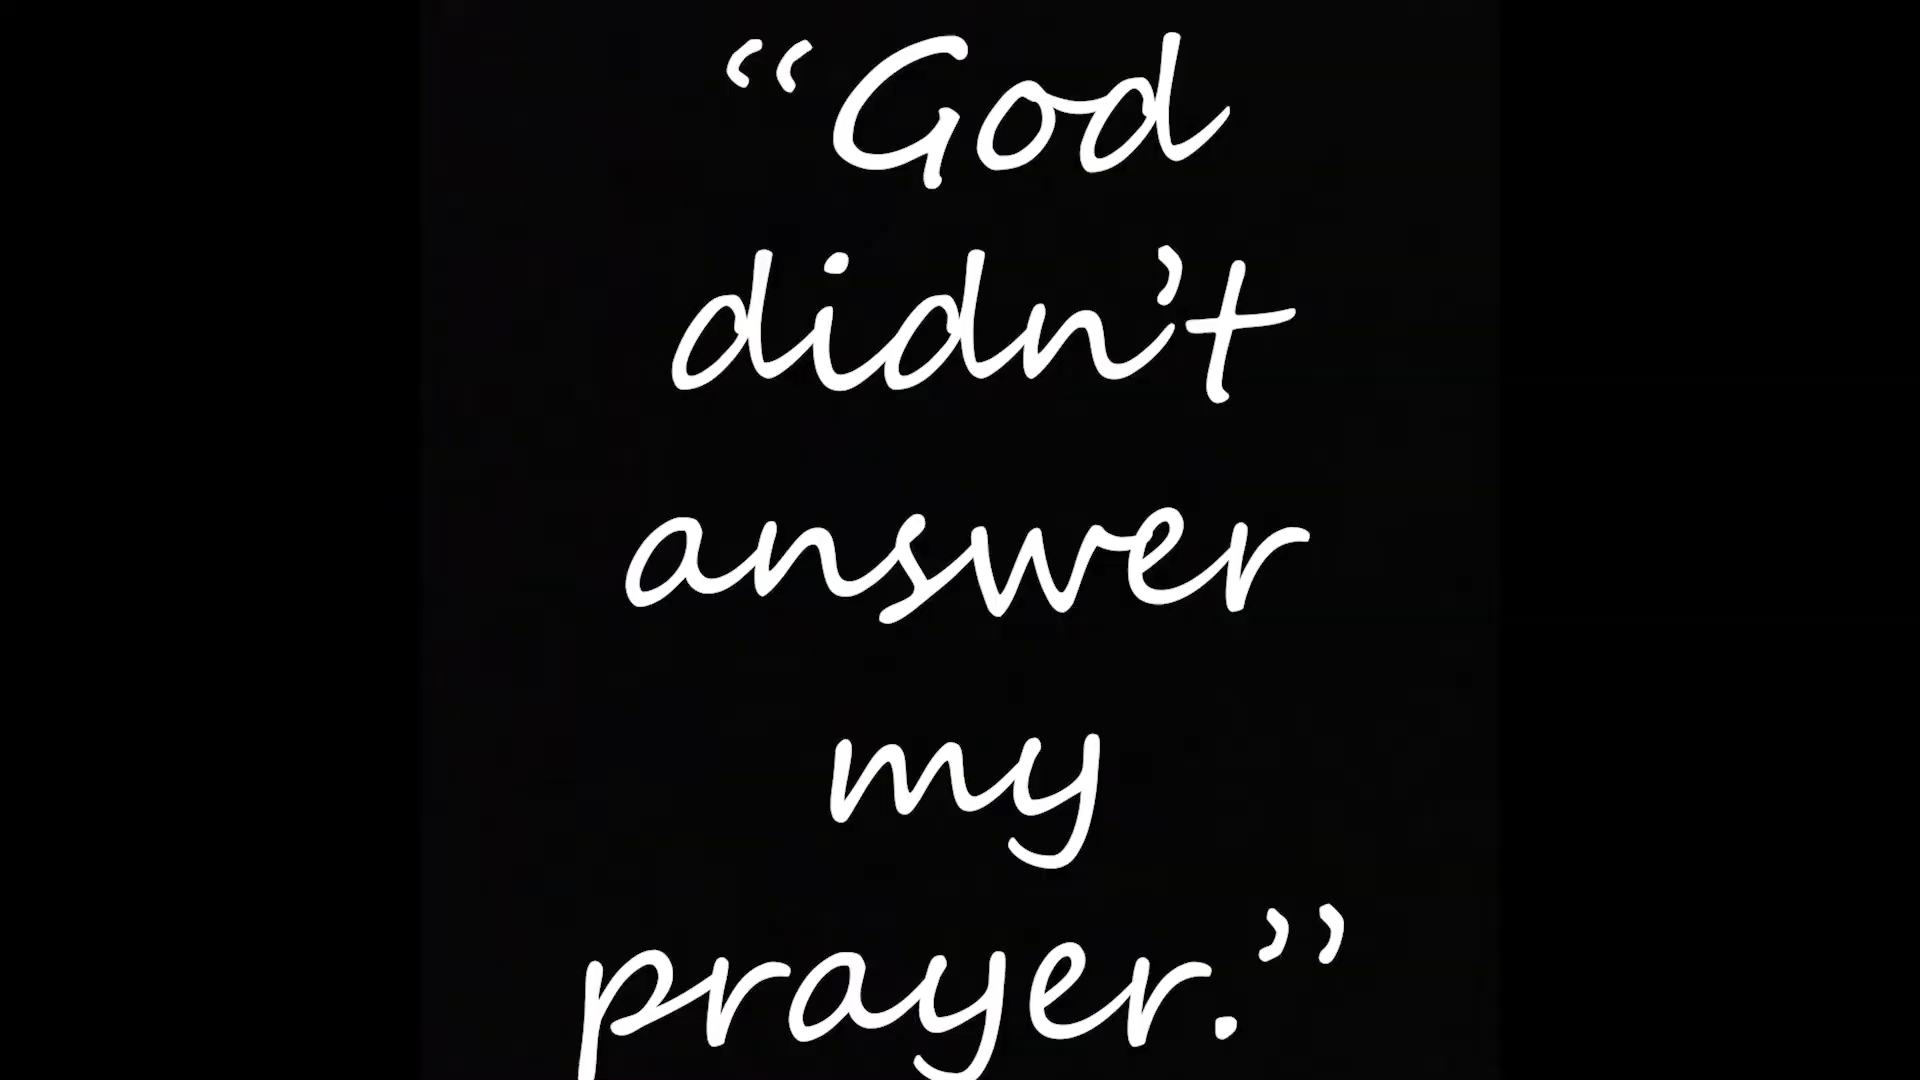 “God
didn’t
answer
my
prayer.”